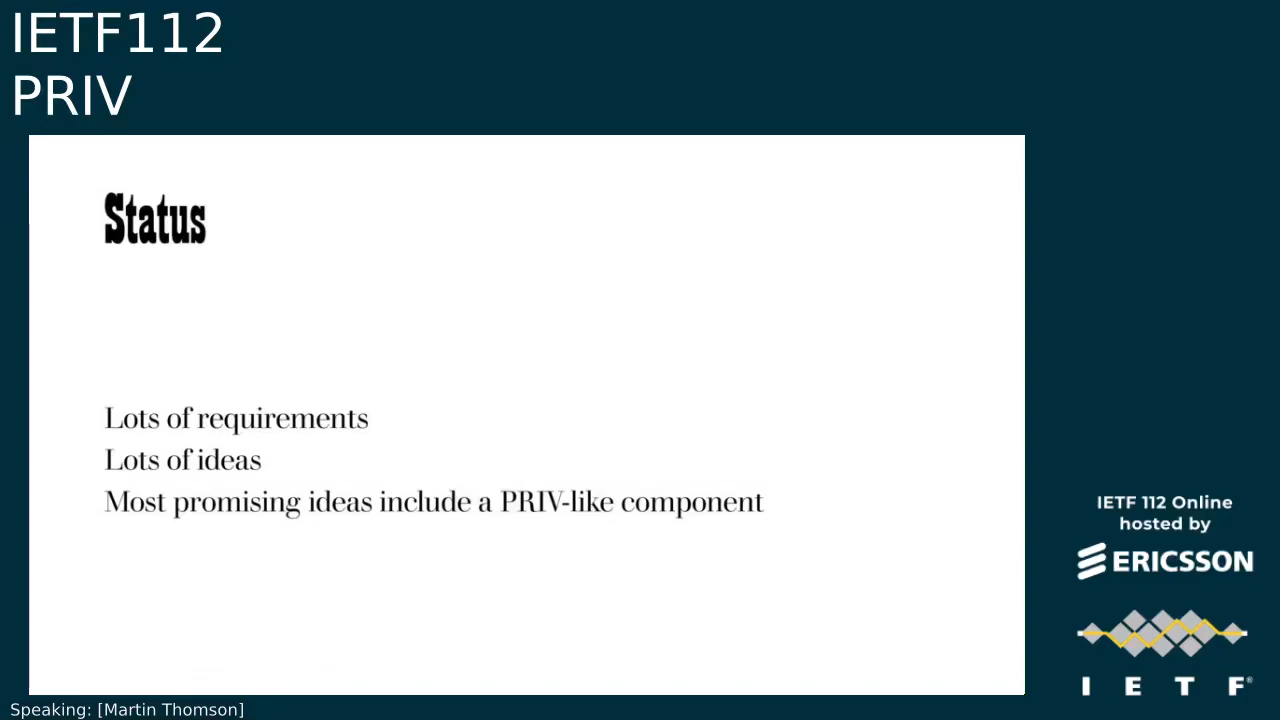 IETF112
PRIV
Status
Lots of requirements
Lots of ideas
Most promising ideas include a PRIV-like component
IETF 112 Online
hosted by
ERICSSON
I E T F®
Speaking: [Martin Thomson]